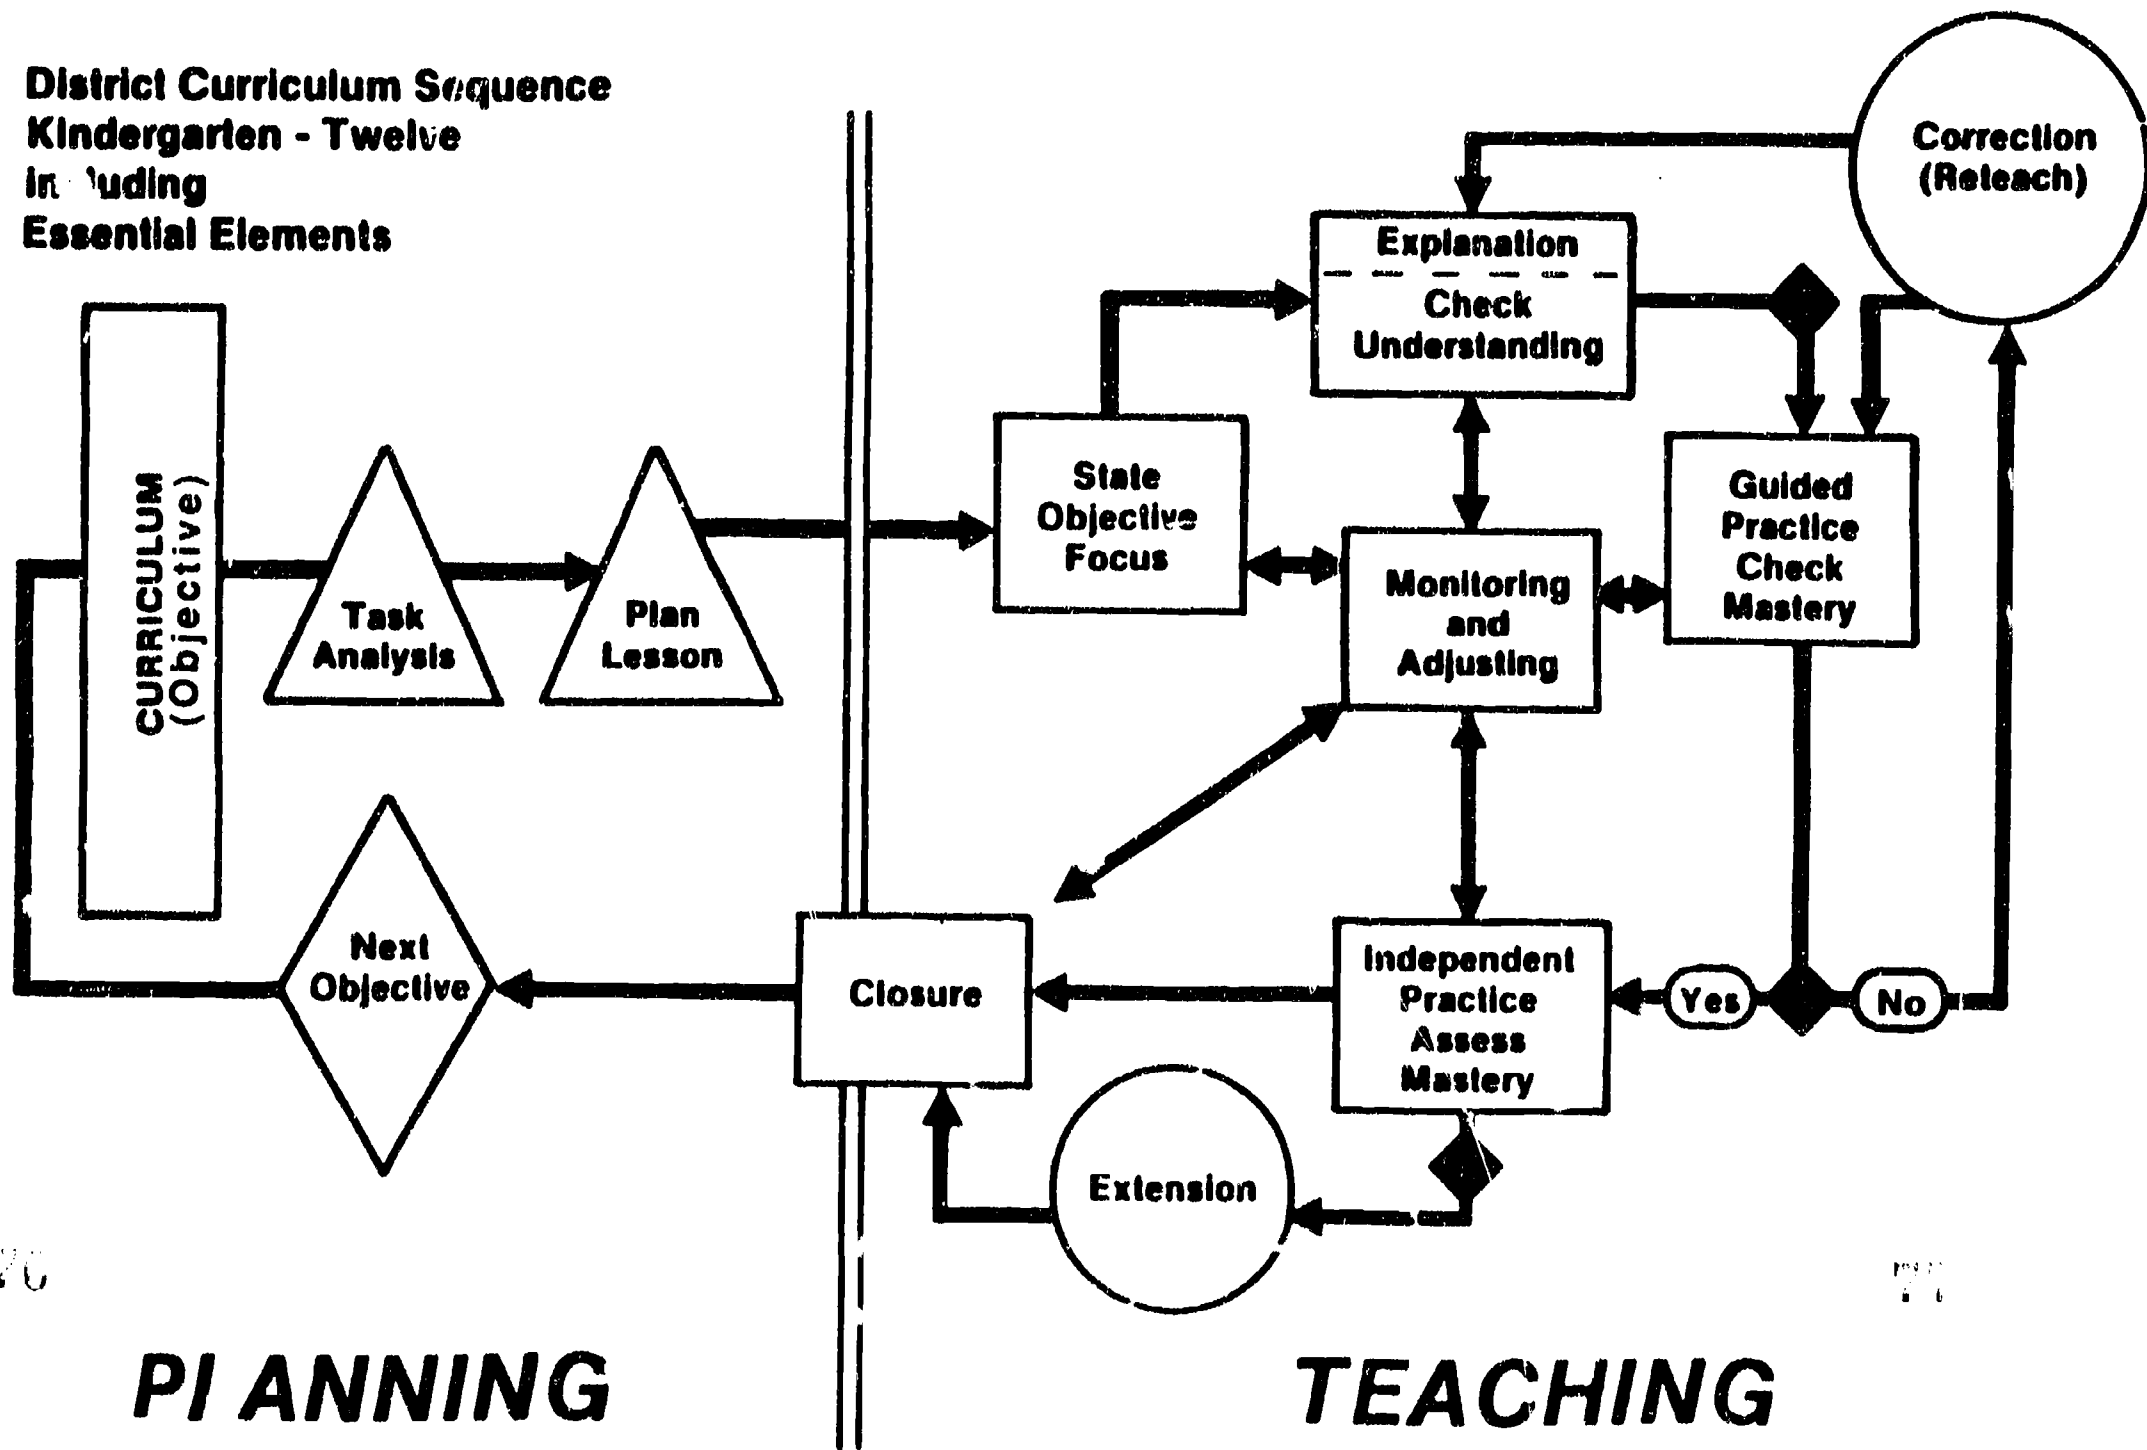 District Curriculum Sequence
Kindergarten - Twelve
Including
Essential Elements
CURRICULUM
(Objective)
Task
Analysis
Plan
Lesson
Next
Objective
State
Objective
Focus
Explanation
Check
Understanding
Correction
(Reteach)
Guided
Practice
Check
Mastery
Monitoring
and
Adjusting
Closure
Independent
Practice
Assess
Mastery
Yes
No
Extension
PLANNING
TEACHING